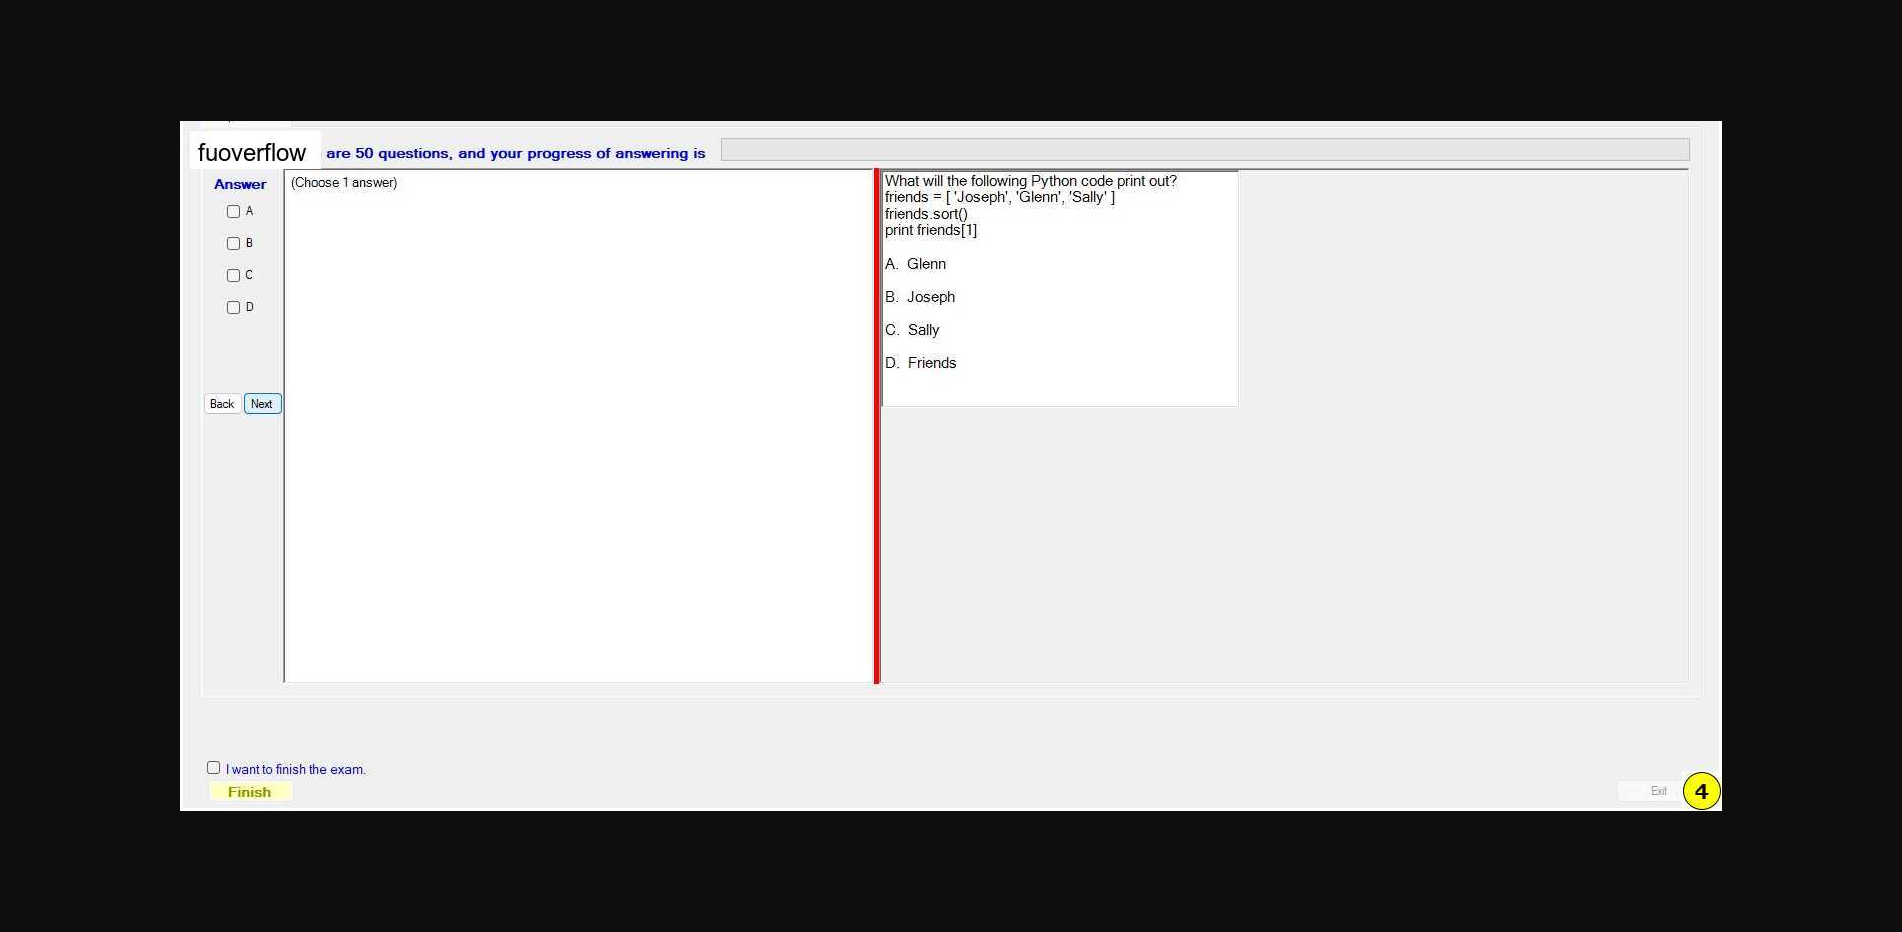 fuoverflow are 50 questions, and your progress of answering is
Answer
(Choose 1 answer)
A
B
C
D
Back Next
What will the following Python code print out?
friends = [ 'Joseph', 'Glenn', 'Sally' ]
friends.sort()
print friends[1]
A. Glenn
B. Joseph
C. Sally
D. Friends
I want to finish the exam.
Finish
Exit
4